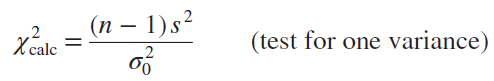 χ²calc = (n − 1)s² / σ₀² (test for one variance)